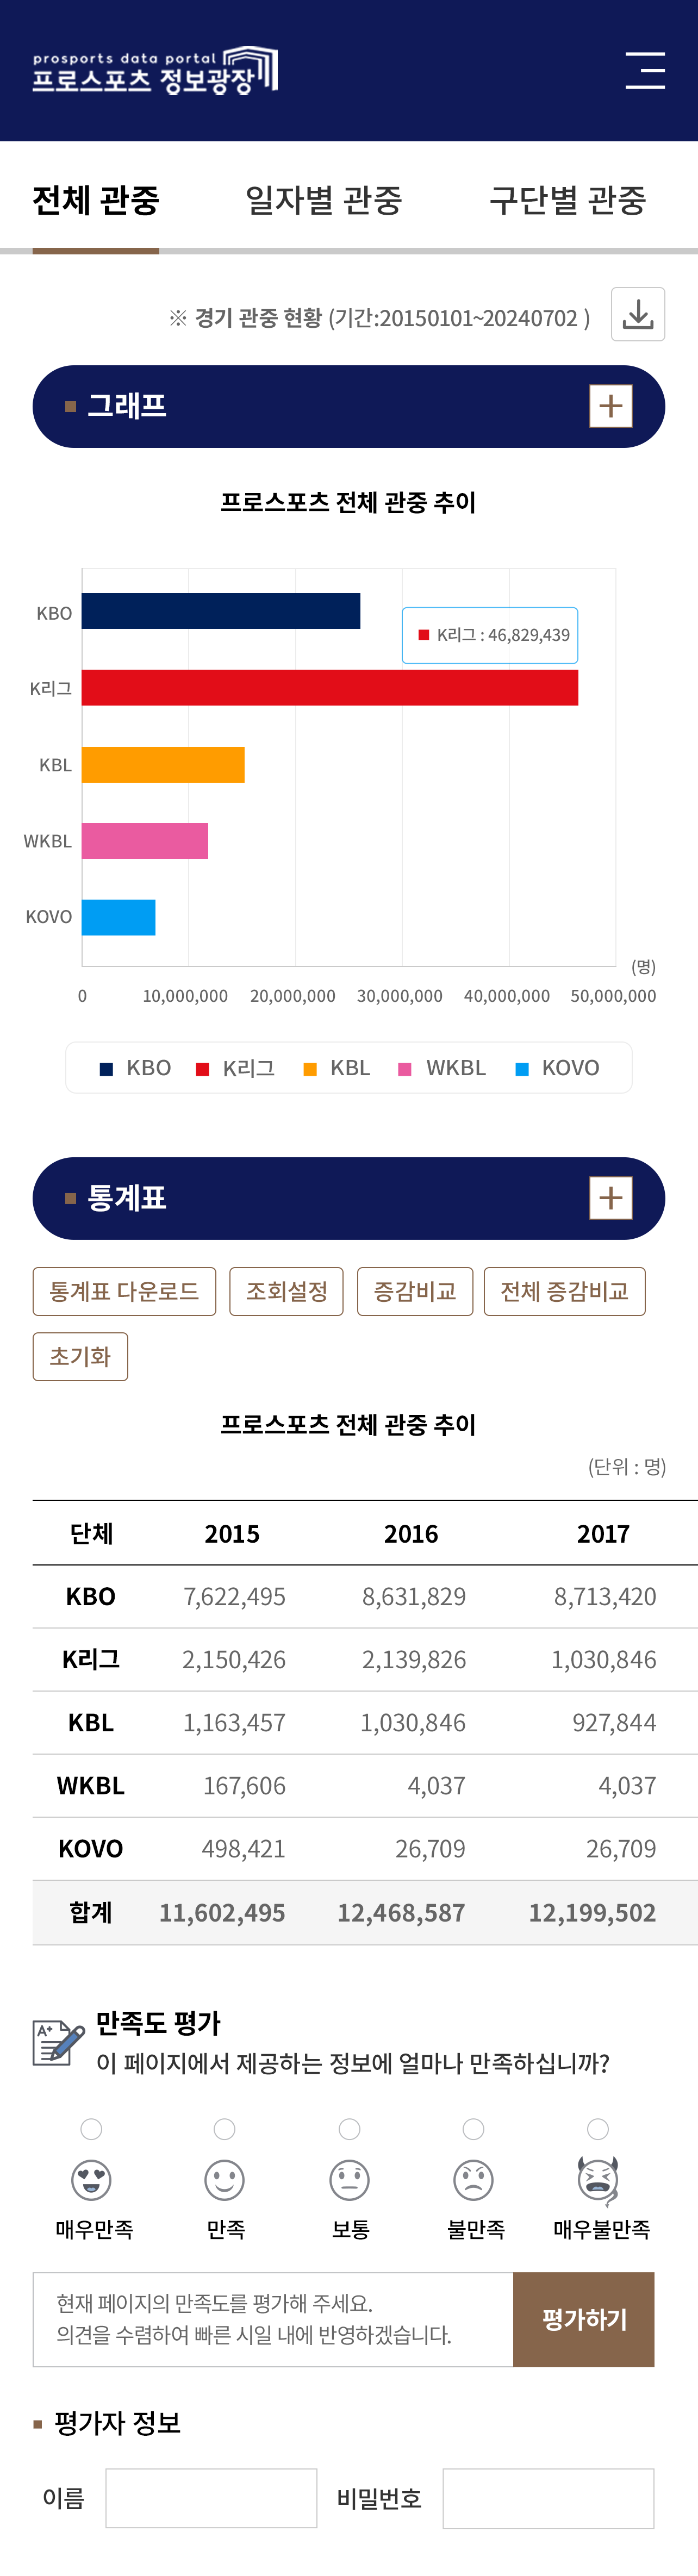 prosports data portal
프로스포츠 정보광장
전체 관중 일자별 관중 구단별 관중
※ 경기 관중 현황 (기간:20150101~20240702 )
그래프
프로스포츠 전체 관중 추이
KBO
K리그 : 46,829,439
K리그
KBL
WKBL
KOVO
(명)
0 10,000,000 20,000,000 30,000,000 40,000,000 50,000,000
KBO K리그 KBL WKBL KOVO
통계표
통계표 다운로드 조회설정 증감비교 전체 증감비교
초기화
프로스포츠 전체 관중 추이
(단위 : 명)
단체 2015 2016 2017
KBO 7,622,495 8,631,829 8,713,420
K리그 2,150,426 2,139,826 1,030,846
KBL 1,163,457 1,030,846 927,844
WKBL 167,606 4,037 4,037
KOVO 498,421 26,709 26,709
합계 11,602,495 12,468,587 12,199,502
A+
만족도 평가
이 페이지에서 제공하는 정보에 얼마나 만족하십니까?
매우만족 만족 보통 불만족 매우불만족
현재 페이지의 만족도를 평가해 주세요.
의견을 수렴하여 빠른 시일 내에 반영하겠습니다.
평가하기
평가자 정보
이름 비밀번호